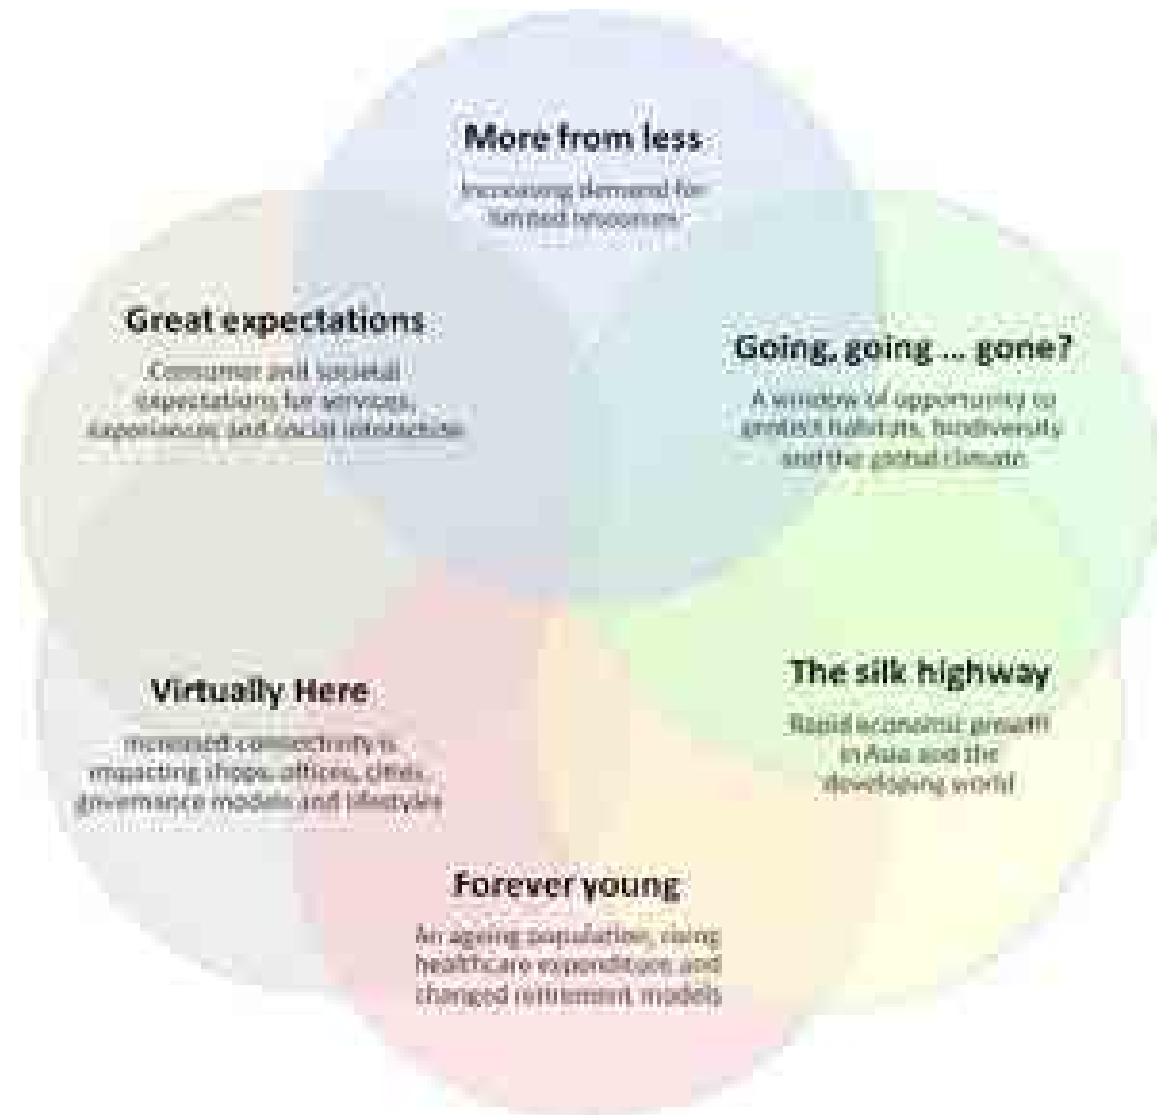 More from less
Increasing demand for
limited resources
Great expectations
Consumer and societal
expectations for services,
experiences and social interaction
Going, going ... gone?
A window of opportunity to
protect habitats, biodiversity
and the global climate
The silk highway
Rapid economic growth
in Asia and the
developing world
Virtually Here
Increased connectivity is
impacting shops, offices, cities,
governance models and lifestyles
Forever young
An ageing population, rising
healthcare expenditure and
changed retirement models